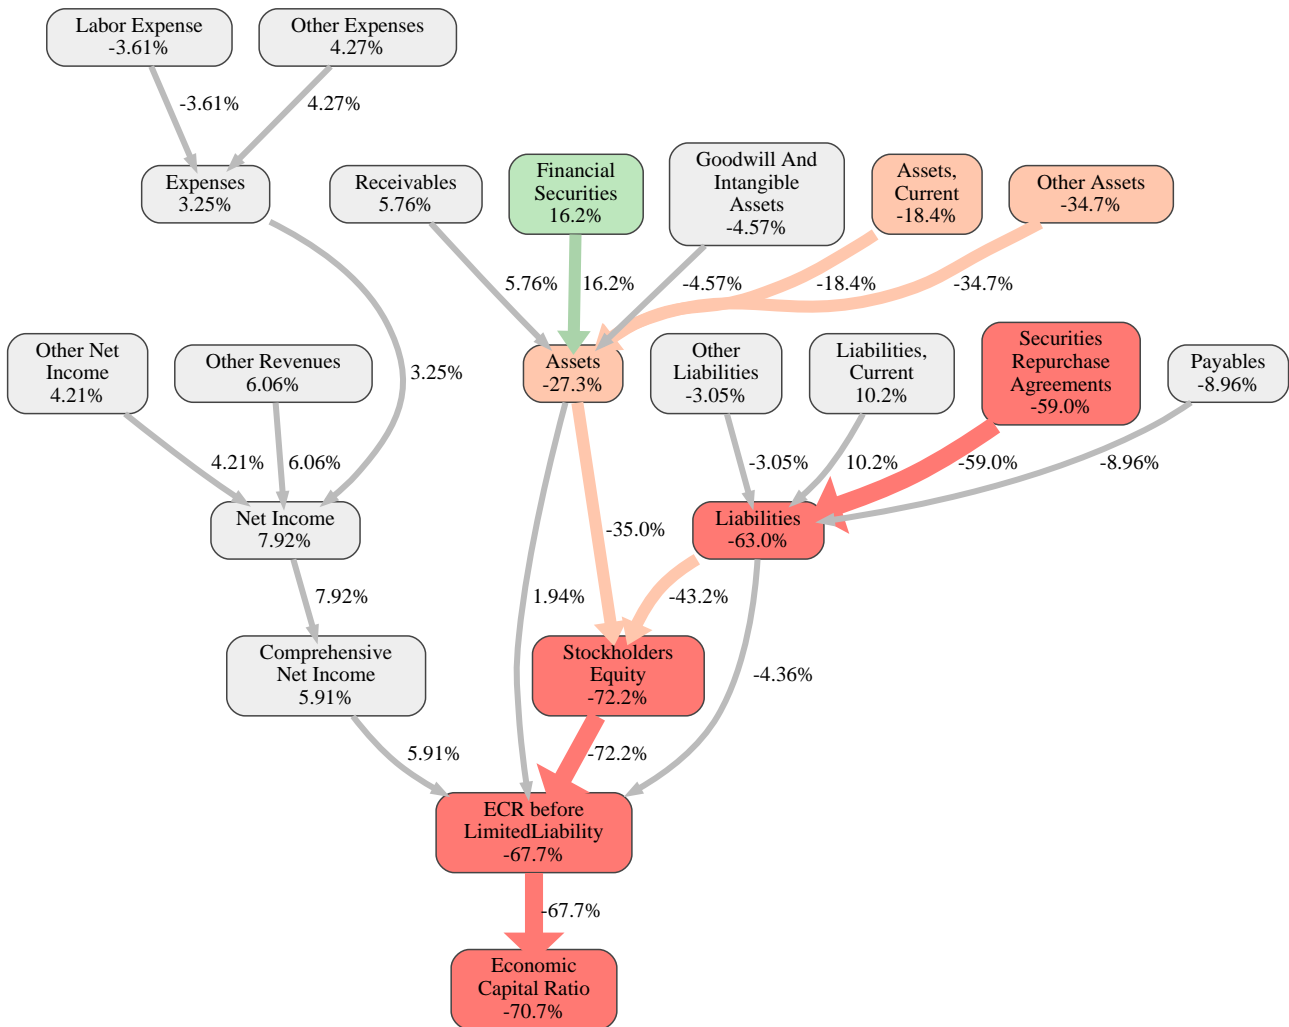 Labor Expense
-3.61%
Other Expenses
4.27%
-3.61%
4.27%
Expenses
3.25%
Receivables
5.76%
Financial
Securities
16.2%
Goodwill And
Intangible
Assets
-4.57%
Assets,
Current
-18.4%
Other Assets
-34.7%
5.76%
16.2%
-4.57%
-18.4%
-34.7%
Other Net
Income
4.21%
Other Revenues
6.06%
3.25%
Assets
-27.3%
Other
Liabilities
-3.05%
Liabilities,
Current
10.2%
Securities
Repurchase
Agreements
-59.0%
Payables
-8.96%
4.21%
6.06%
-3.05%
10.2%
-59.0%
-8.96%
Net Income
7.92%
-35.0%
Liabilities
-63.0%
7.92%
1.94%
-43.2%
Comprehensive
Net Income
5.91%
Stockholders
Equity
-72.2%
-4.36%
5.91%
-72.2%
ECR before
LimitedLiability
-67.7%
-67.7%
Economic
Capital Ratio
-70.7%